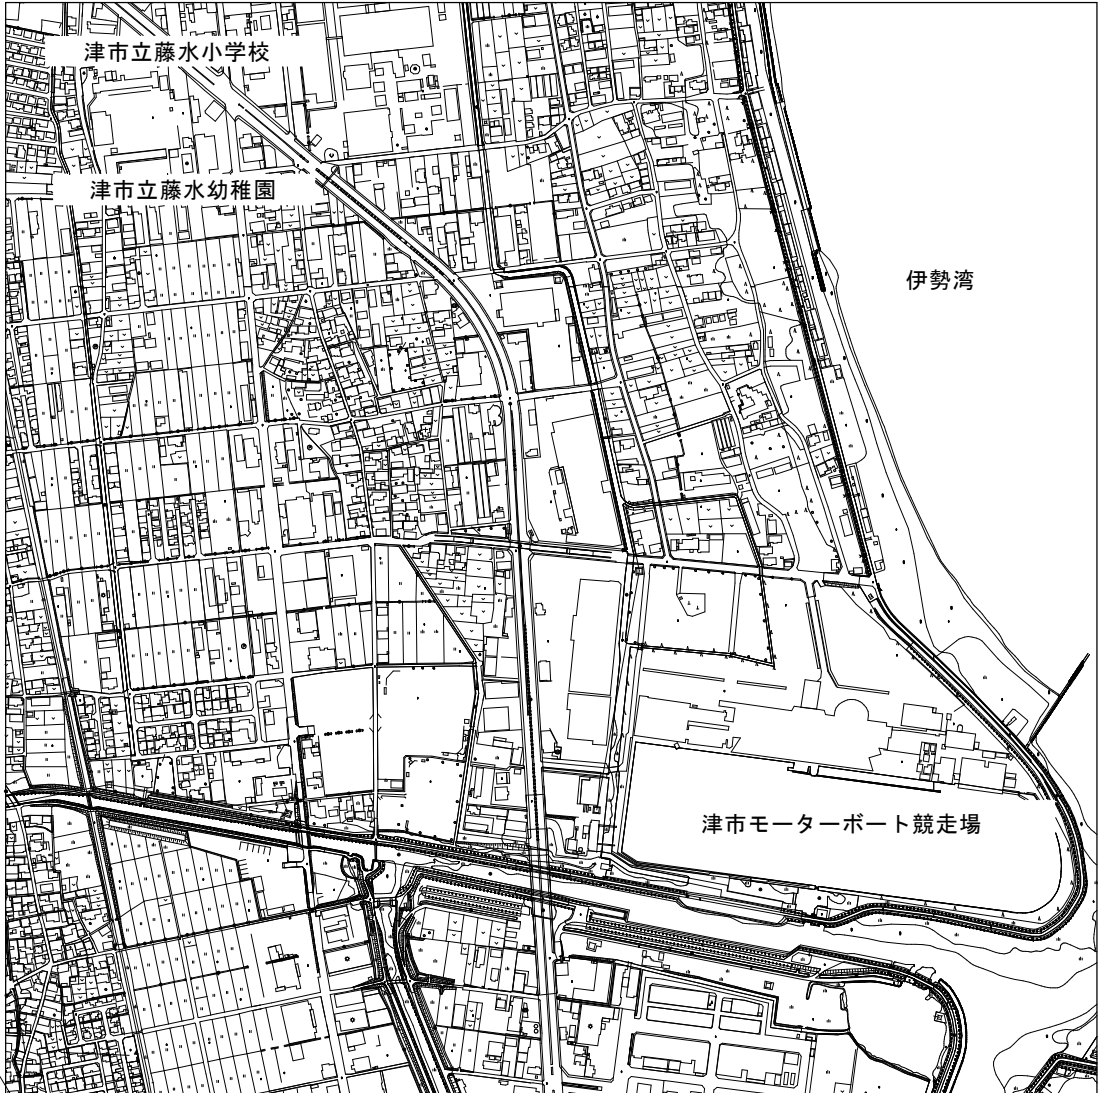 津市立藤水小学校
津市立藤水幼稚園
伊勢湾
津市モーターボート競走場